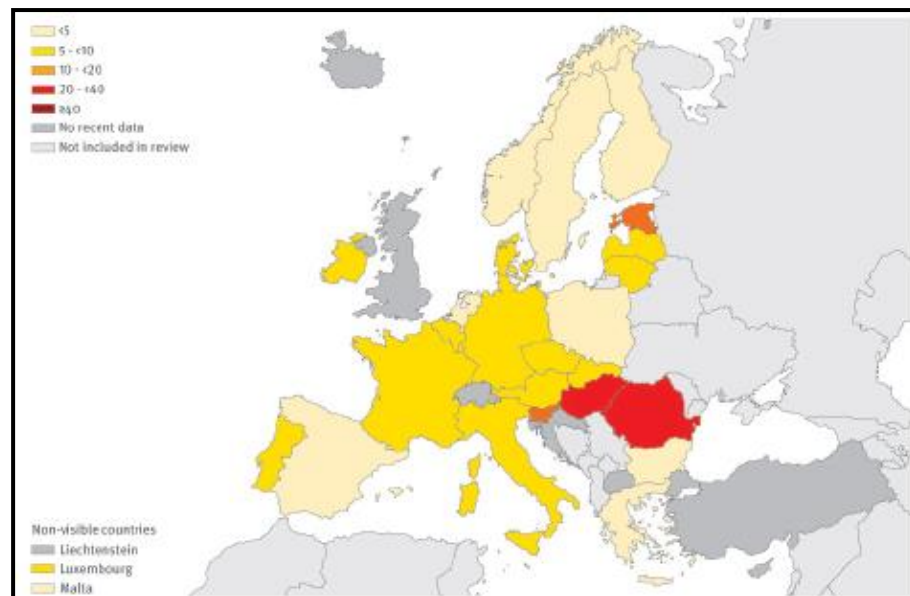 <5
5 - <10
10 - <20
20 - <40
≥40
No recent data
Not included in review
Non-visible countries
Liechtenstein
Luxembourg
Malta